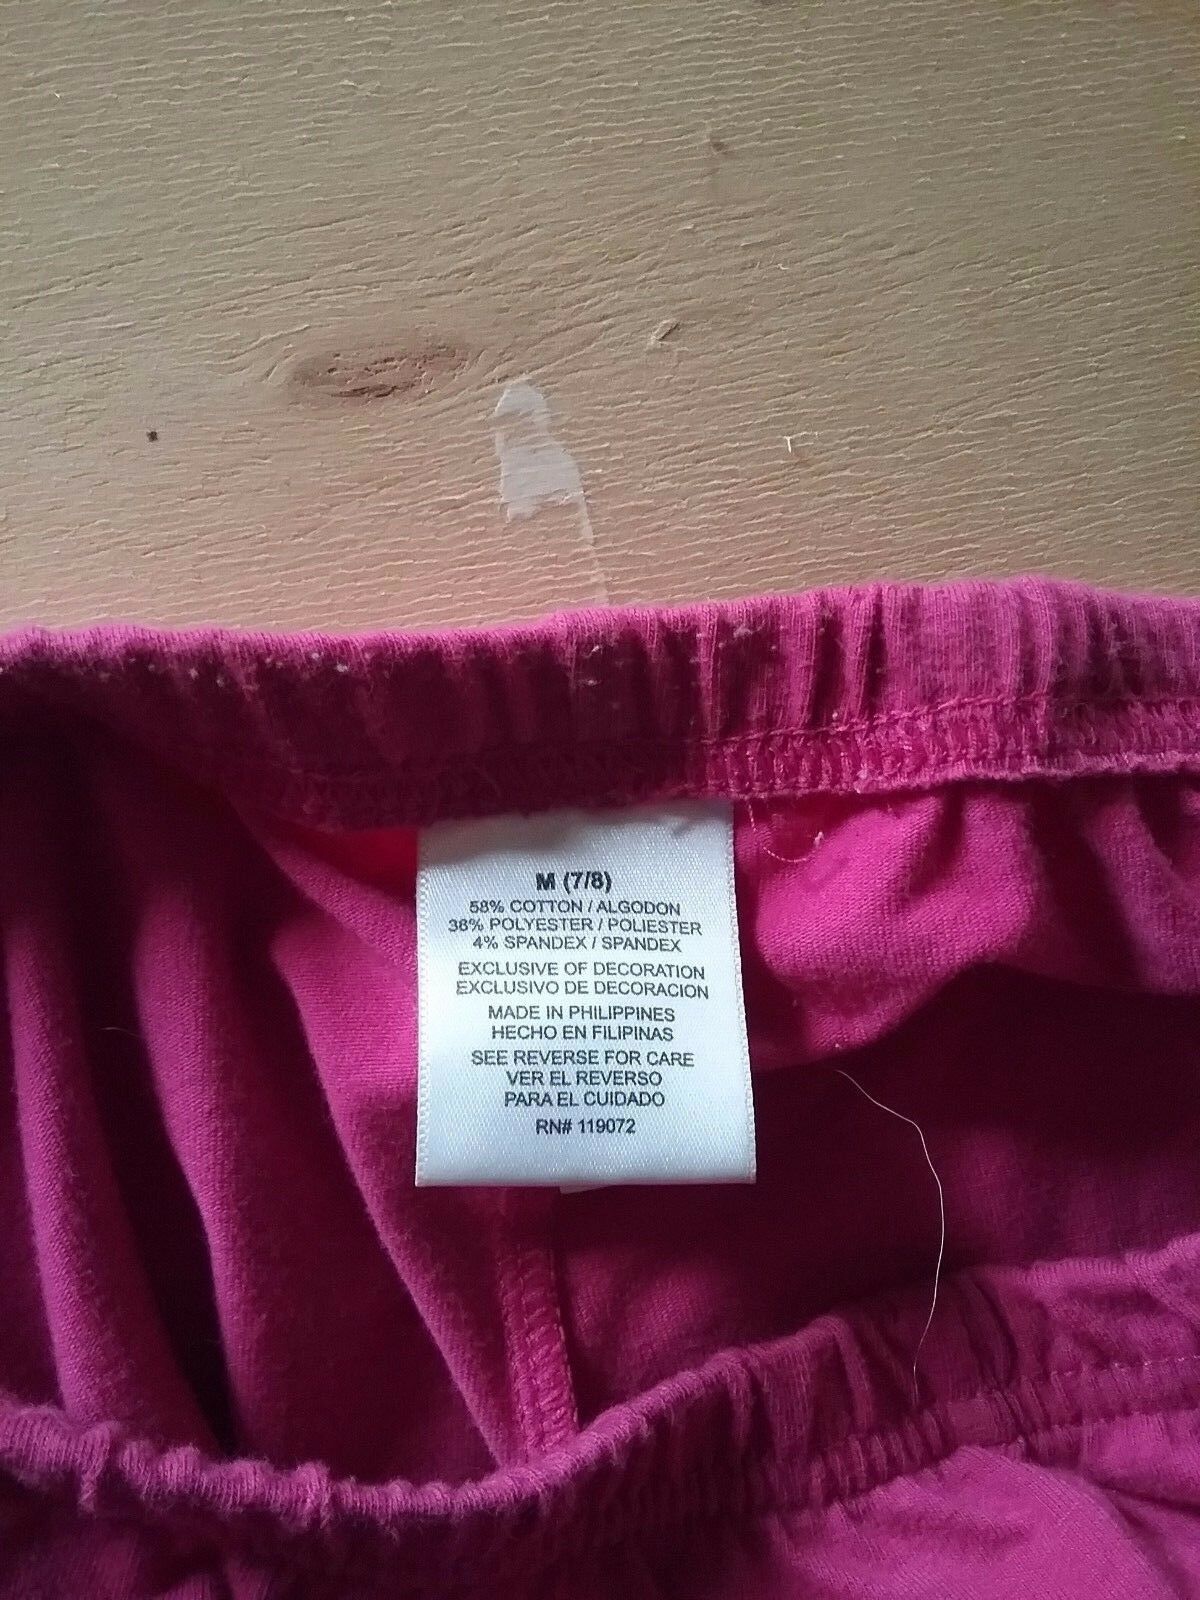 M (7/8)
58% COTTON / ALGODON
38% POLYESTER / POLIESTER
4% SPANDEX / SPANDEX
EXCLUSIVE OF DECORATION
EXCLUSIVO DE DECORACION
MADE IN PHILIPPINES
HECHO EN FILIPINAS
SEE REVERSE FOR CARE
VER EL REVERSO
PARA EL CUIDADO
RN# 119072